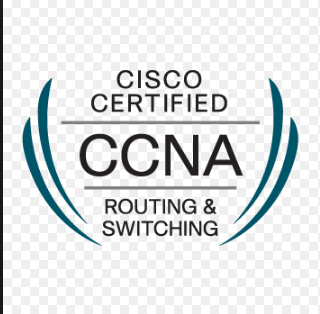 CISCO
CERTIFIED
CCNA
ROUTING &
SWITCHING